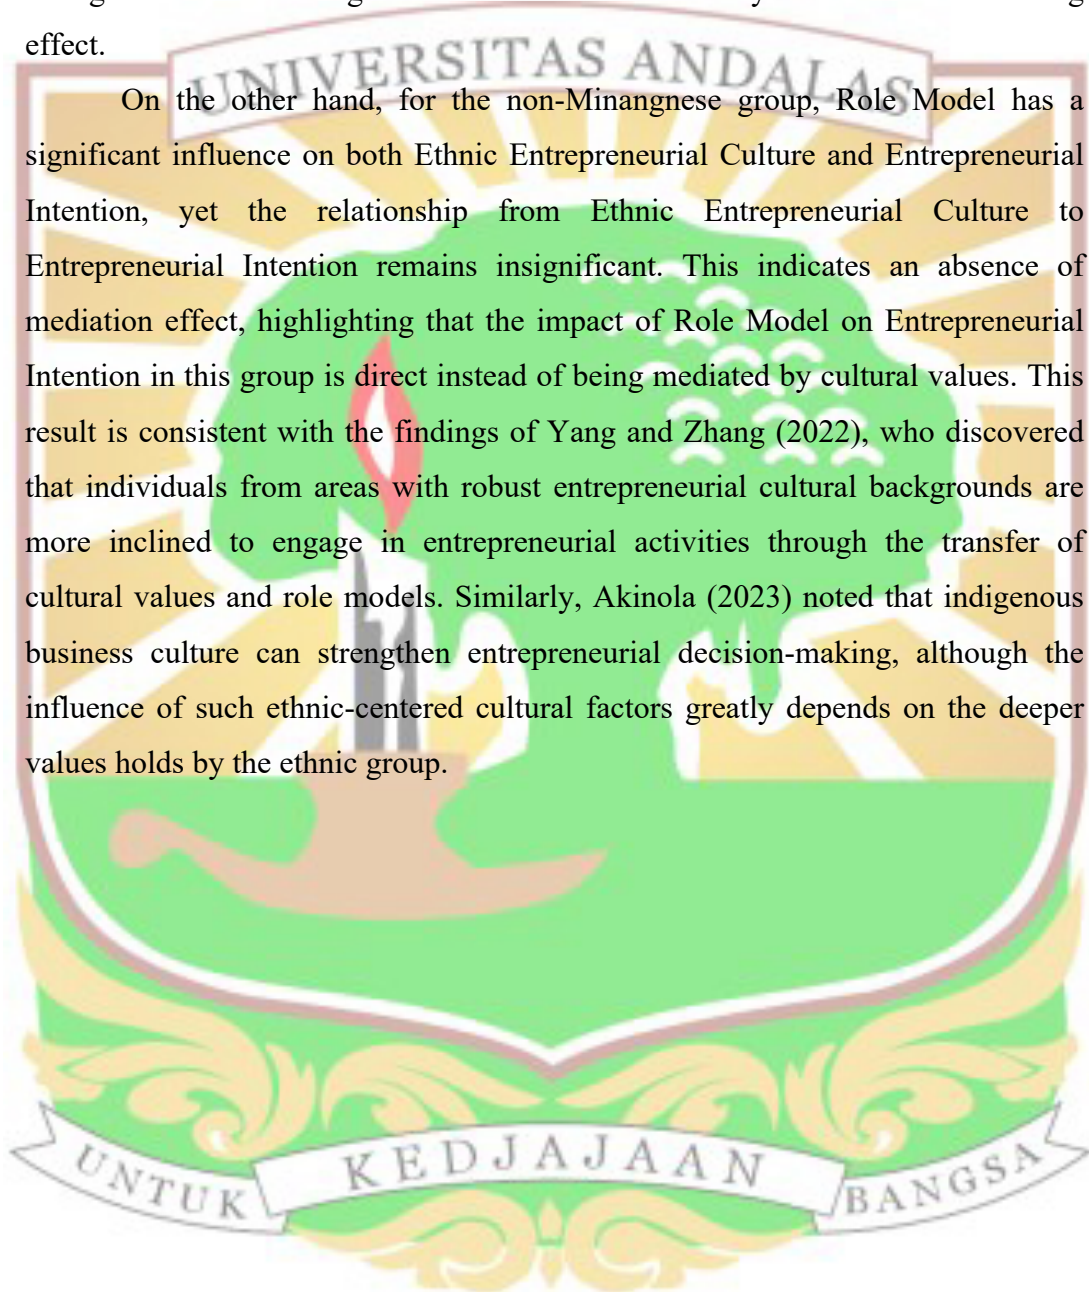 effect.
UNIVERSITAS ANDALAS
On the other hand, for the non-Minangnese group, Role Model has a
significant influence on both Ethnic Entrepreneurial Culture and Entrepreneurial
Intention, yet the relationship from Ethnic Entrepreneurial Culture to
Entrepreneurial Intention remains insignificant. This indicates an absence of
mediation effect, highlighting that the impact of Role Model on Entrepreneurial
Intention in this group is direct instead of being mediated by cultural values. This
result is consistent with the findings of Yang and Zhang (2022), who discovered
that individuals from areas with robust entrepreneurial cultural backgrounds are
more inclined to engage in entrepreneurial activities through the transfer of
cultural values and role models. Similarly, Akinola (2023) noted that indigenous
business culture can strengthen entrepreneurial decision-making, although the
influence of such ethnic-centered cultural factors greatly depends on the deeper
values holds by the ethnic group.
UNTUK KEDJAJAAN BANGSA